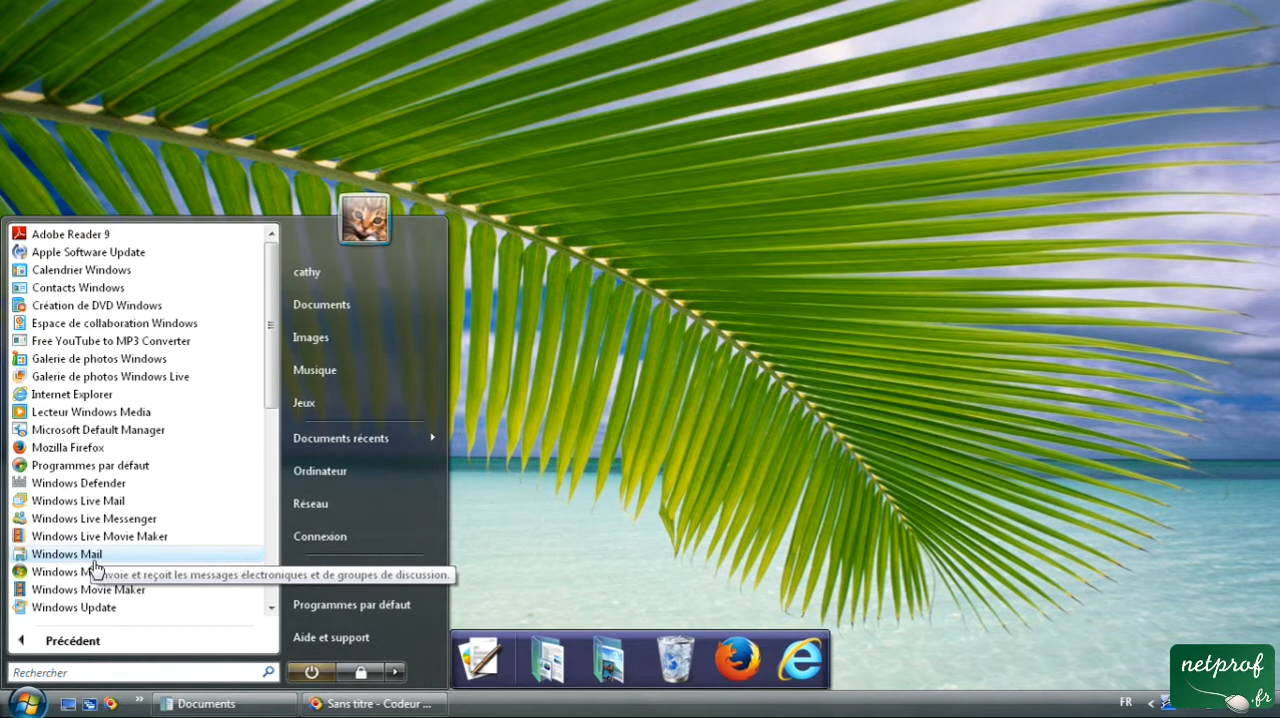 Adobe Reader 9
Apple Software Update
Calendrier Windows
Contacts Windows
Création de DVD Windows
Espace de collaboration Windows
Free YouTube to MP3 Converter
Galerie de photos Windows
Galerie de photos Windows Live
Internet Explorer
Lecteur Windows Media
Microsoft Default Manager
Mozilla Firefox
Programmes par défaut
Windows Defender
Windows Live Mail
Windows Live Messenger
Windows Live Movie Maker
Windows Mail
Windows
voie et reçoit les messages électroniques et de groupes de discussion.
Windows Movie Maker
Windows Update
Précédent
Rechercher
cathy
Documents
Images
Musique
Jeux
Documents récents
Ordinateur
Réseau
Connexion
Programmes par défaut
Aide et support
Documents
Sans titre - Codeur ...
FR
netprof
.fr